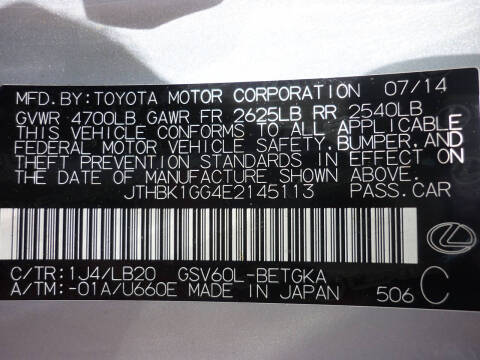 MFD.BY:TOYOTA MOTOR CORPORATION 07/14
GVWR 4700LB GAWR FR 2625LB RR 2540LB
THIS VEHICLE CONFORMS TO ALL APPLICABLE
FEDERAL MOTOR VEHICLE SAFETY,BUMPER,AND
THEFT PREVENTION STANDARDS IN EFFECT ON
THE DATE OF MANUFACTURE SHOWN ABOVE.
JTHBK1GG4E2145113 PASS.CAR
C/TR:1J4/LB20 GSV60L-BETGKA
A/TM:-01A/U660E MADE IN JAPAN 506 C